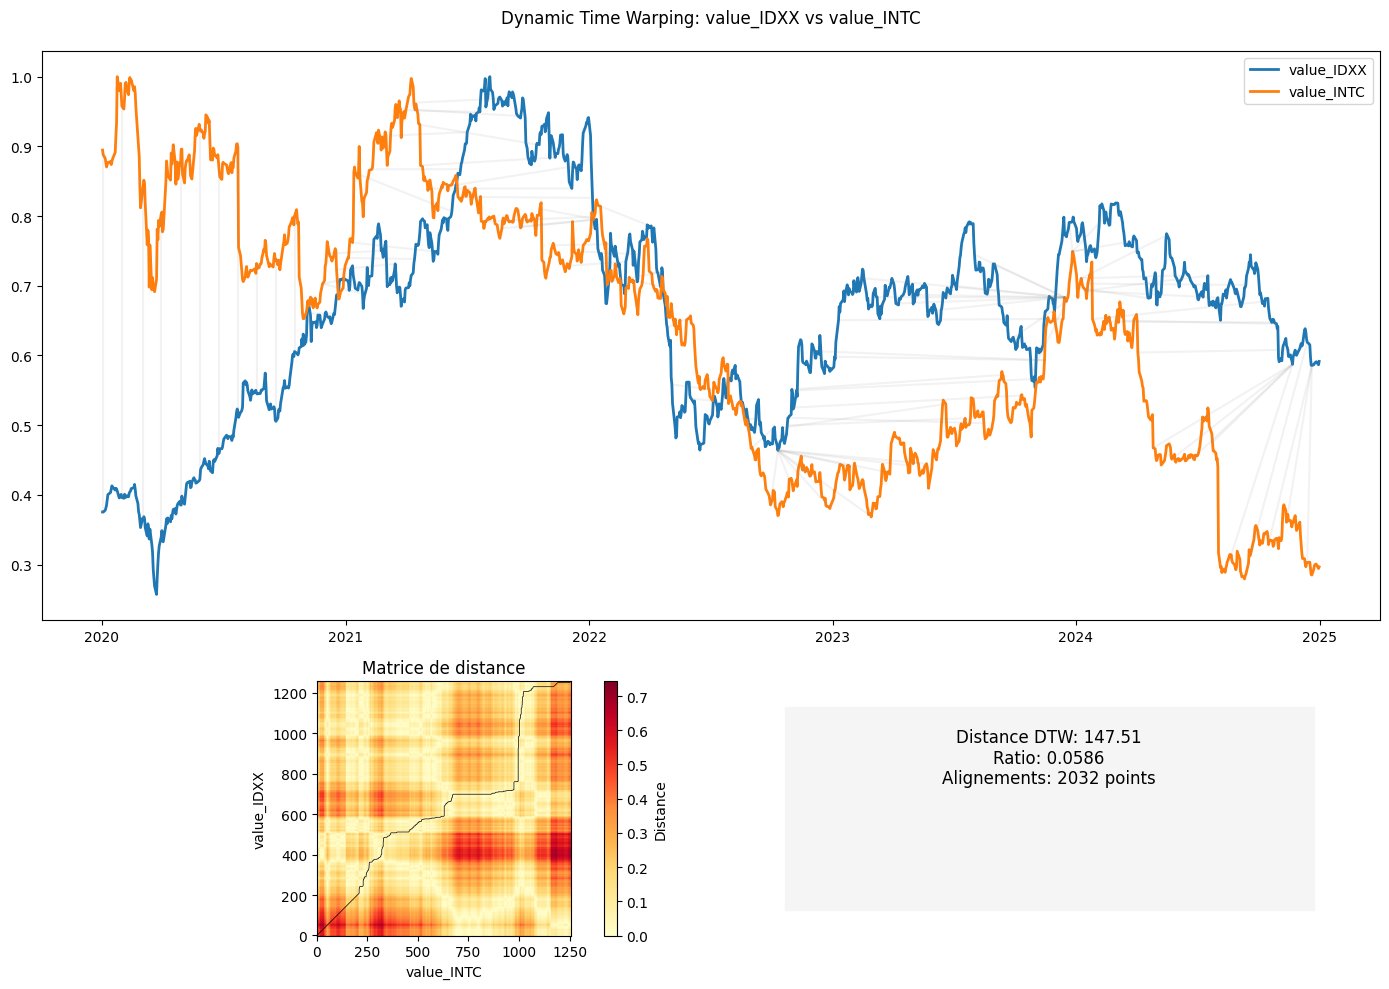 Dynamic Time Warping: value_IDXX vs value_INTC
value_IDXX
value_INTC
1.0
0.9
0.8
0.7
0.6
0.5
0.4
0.3
2020 2021 2022 2023 2024 2025
Matrice de distance
value_IDXX
1200
1000
800
600
400
200
0
0 250 500 750 1000 1250
value_INTC
0.7
0.6
0.5
0.4
0.3
0.2
0.1
0.0
Distance
Distance DTW: 147.51
Ratio: 0.0586
Alignements: 2032 points